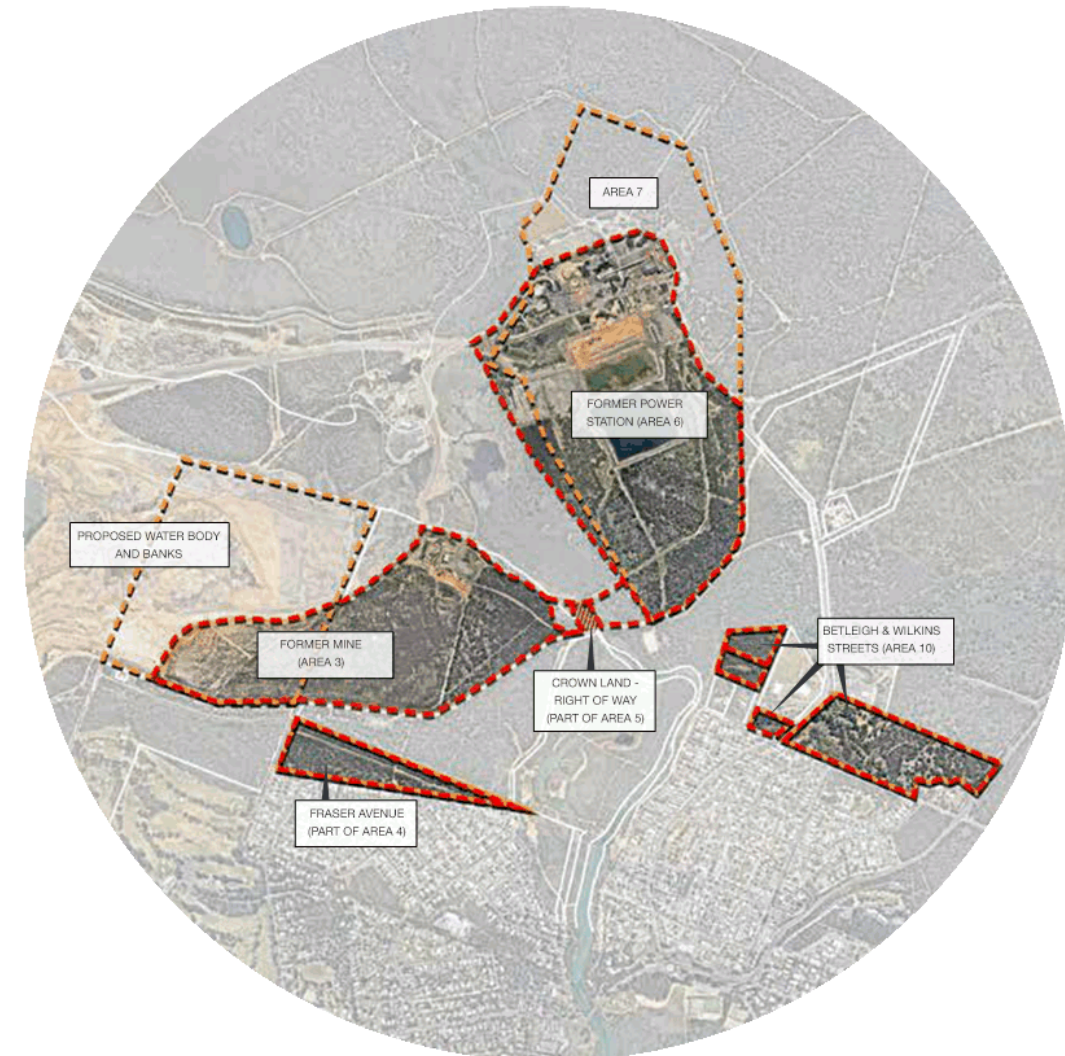 AREA 7
FORMER POWER
STATION (AREA 6)
PROPOSED WATER BODY
AND BANKS
FORMER MINE
(AREA 3)
BETLEIGH & WILKINS
STREETS (AREA 10)
CROWN LAND -
RIGHT OF WAY
(PART OF AREA 5)
FRASER AVENUE
(PART OF AREA 4)